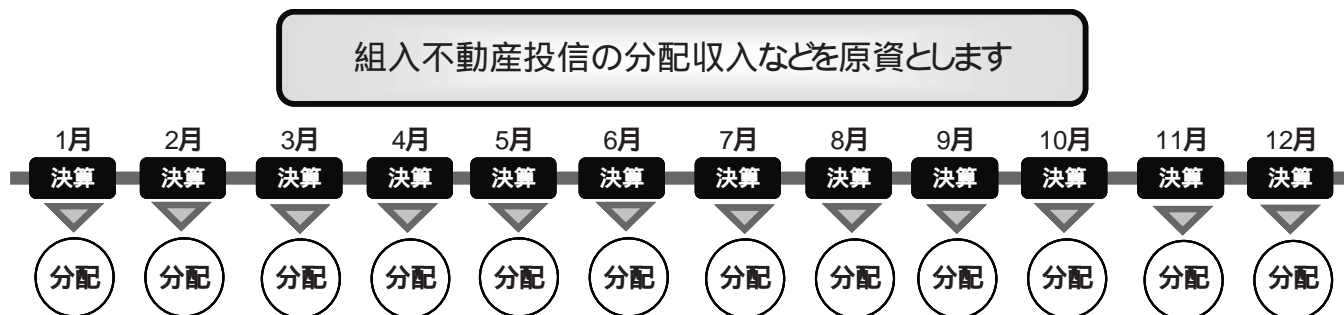 組入不動産投信の分配収入などを原資とします
1月 2月 3月 4月 5月 6月 7月 8月 9月 10月 11月 12月
決算 決算 決算 決算 決算 決算 決算 決算 決算 決算 決算 決算
分配 分配 分配 分配 分配 分配 分配 分配 分配 分配 分配 分配